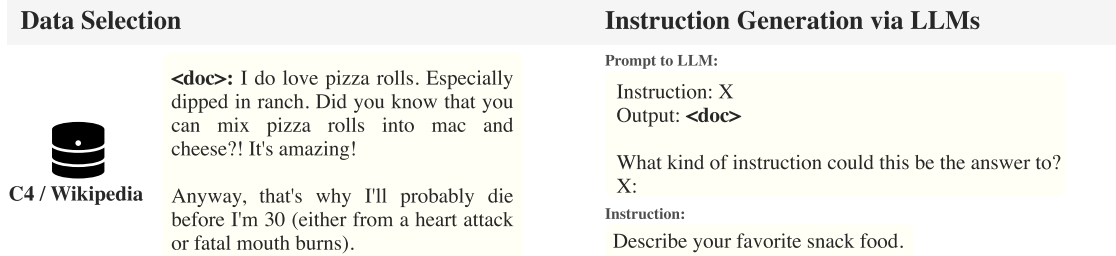 Data Selection
<doc>: I do love pizza rolls. Especially
dipped in ranch. Did you know that you
can mix pizza rolls into mac and
cheese?! It's amazing!
Anyway, that's why I'll probably die
before I'm 30 (either from a heart attack
or fatal mouth burns).
C4 / Wikipedia
Instruction Generation via LLMs
Prompt to LLM:
Instruction: X
Output: <doc>
What kind of instruction could this be the answer to?
X:
Instruction:
Describe your favorite snack food.